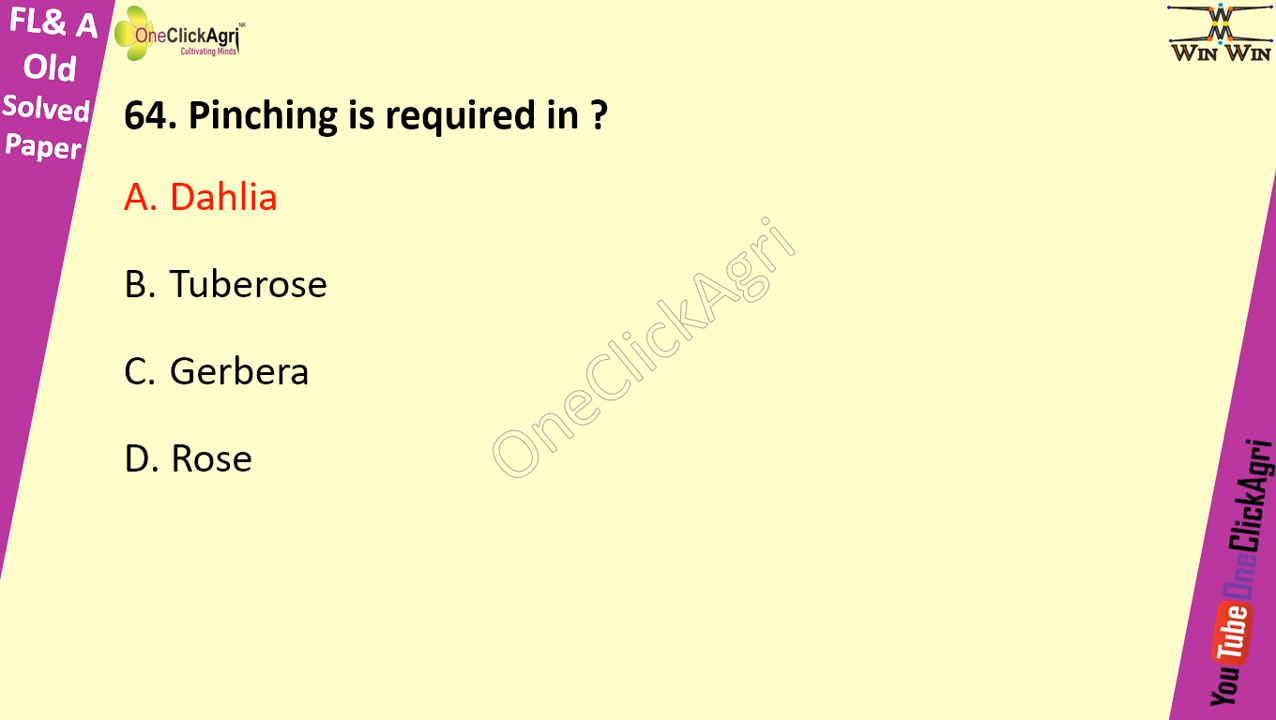 FL& A
Old
Solved
Paper
OneClickAgri NK
Cultivating Minds
WIN WIN
64. Pinching is required in ?
A. Dahlia
B. Tuberose
C. Gerbera
D. Rose
OneClickAgri
YouTube OneClickAgri